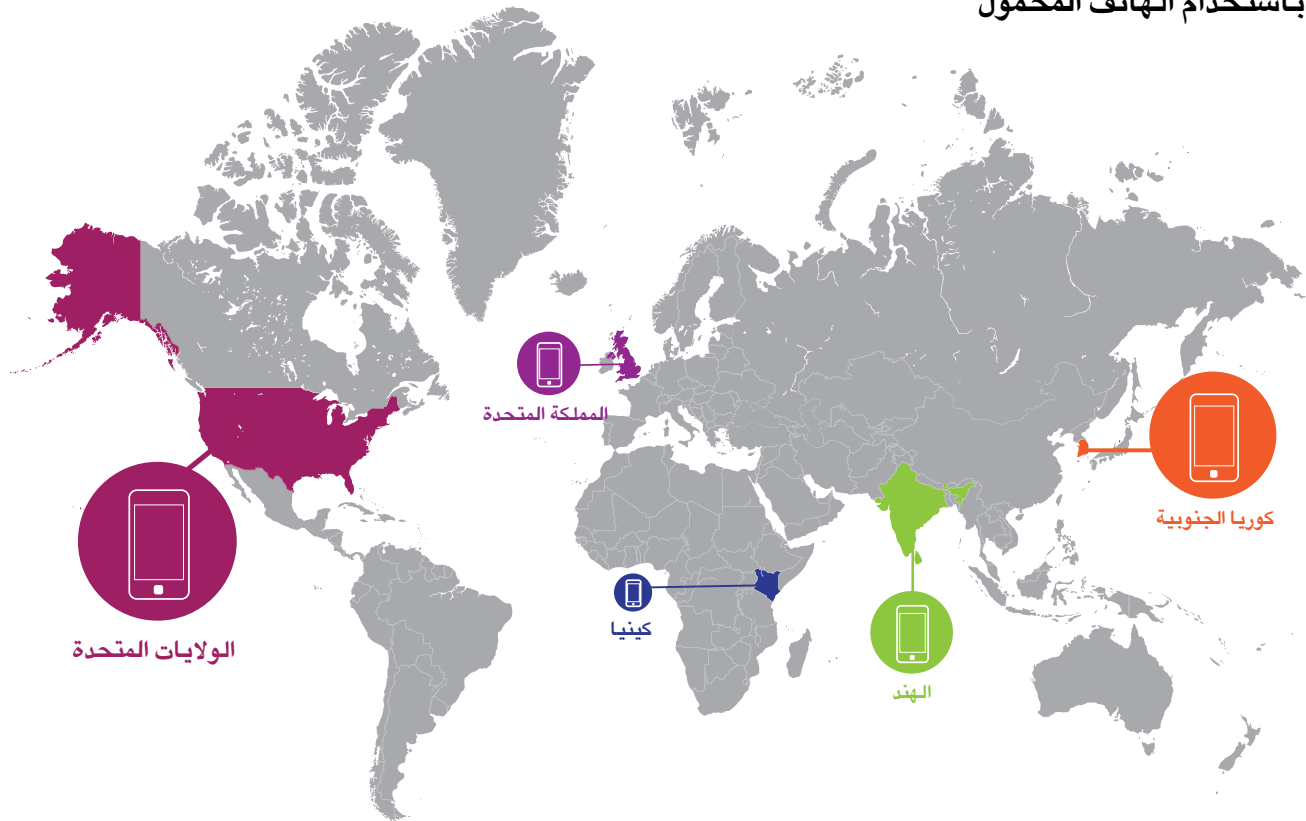 باستخدام الهاتف المحمول
المملكة المتحدة
كوريا الجنوبية
كينيا
الولايات المتحدة
الهند